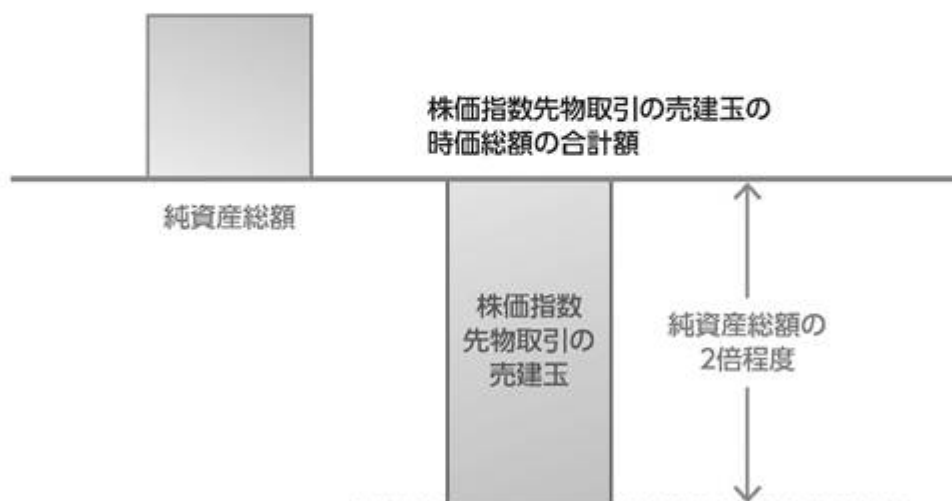 株価指数先物取引の売建玉の
時価総額の合計額
純資産総額
株価指数
先物取引の
売建玉
純資産総額の
2倍程度